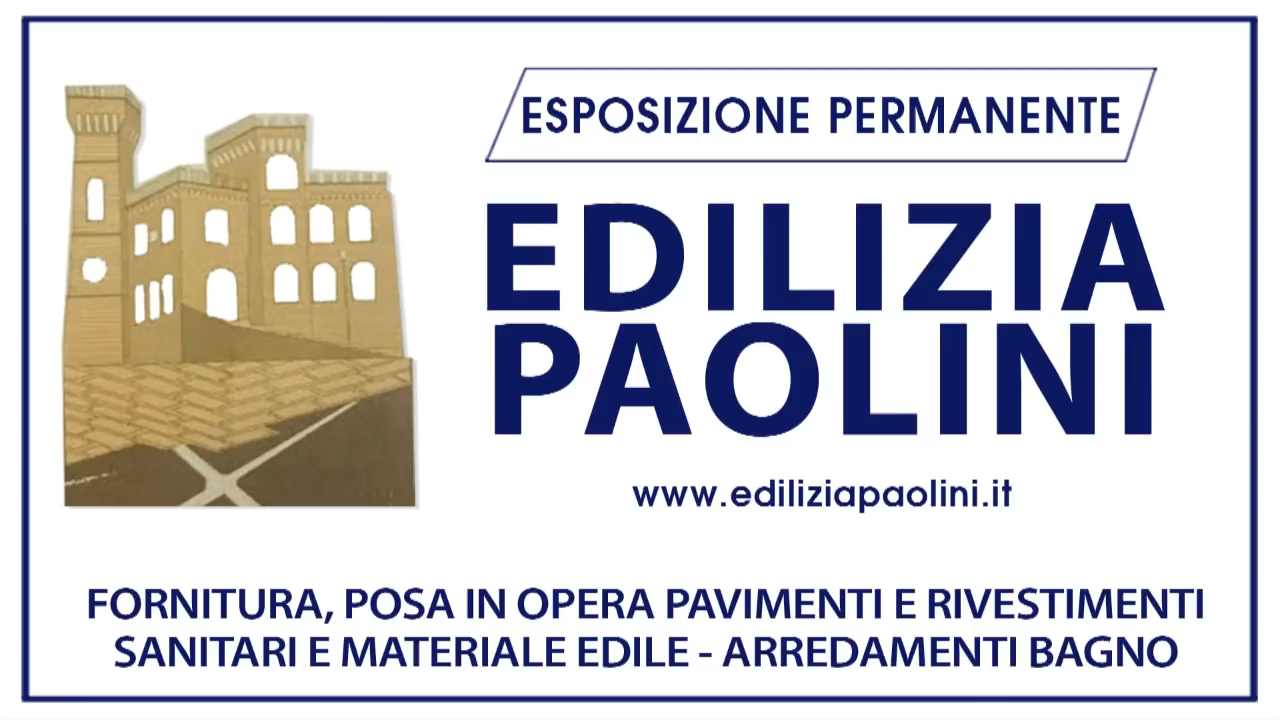 ESPOSIZIONE PERMANENTE
EDILIZIA
PAOLINI
www.ediliziapaolini.it
FORNITURA, POSA IN OPERA PAVIMENTI E RIVESTIMENTI
SANITARI E MATERIALE EDILE - ARREDAMENTI BAGNO